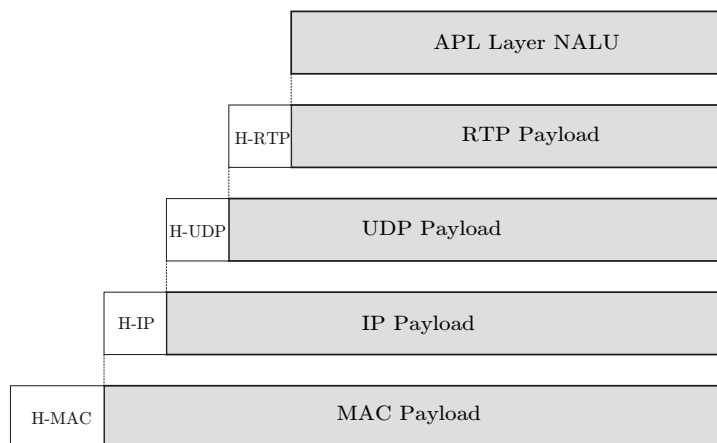 APL Layer NALU
H-RTP RTP Payload
H-UDP UDP Payload
H-IP IP Payload
H-MAC MAC Payload